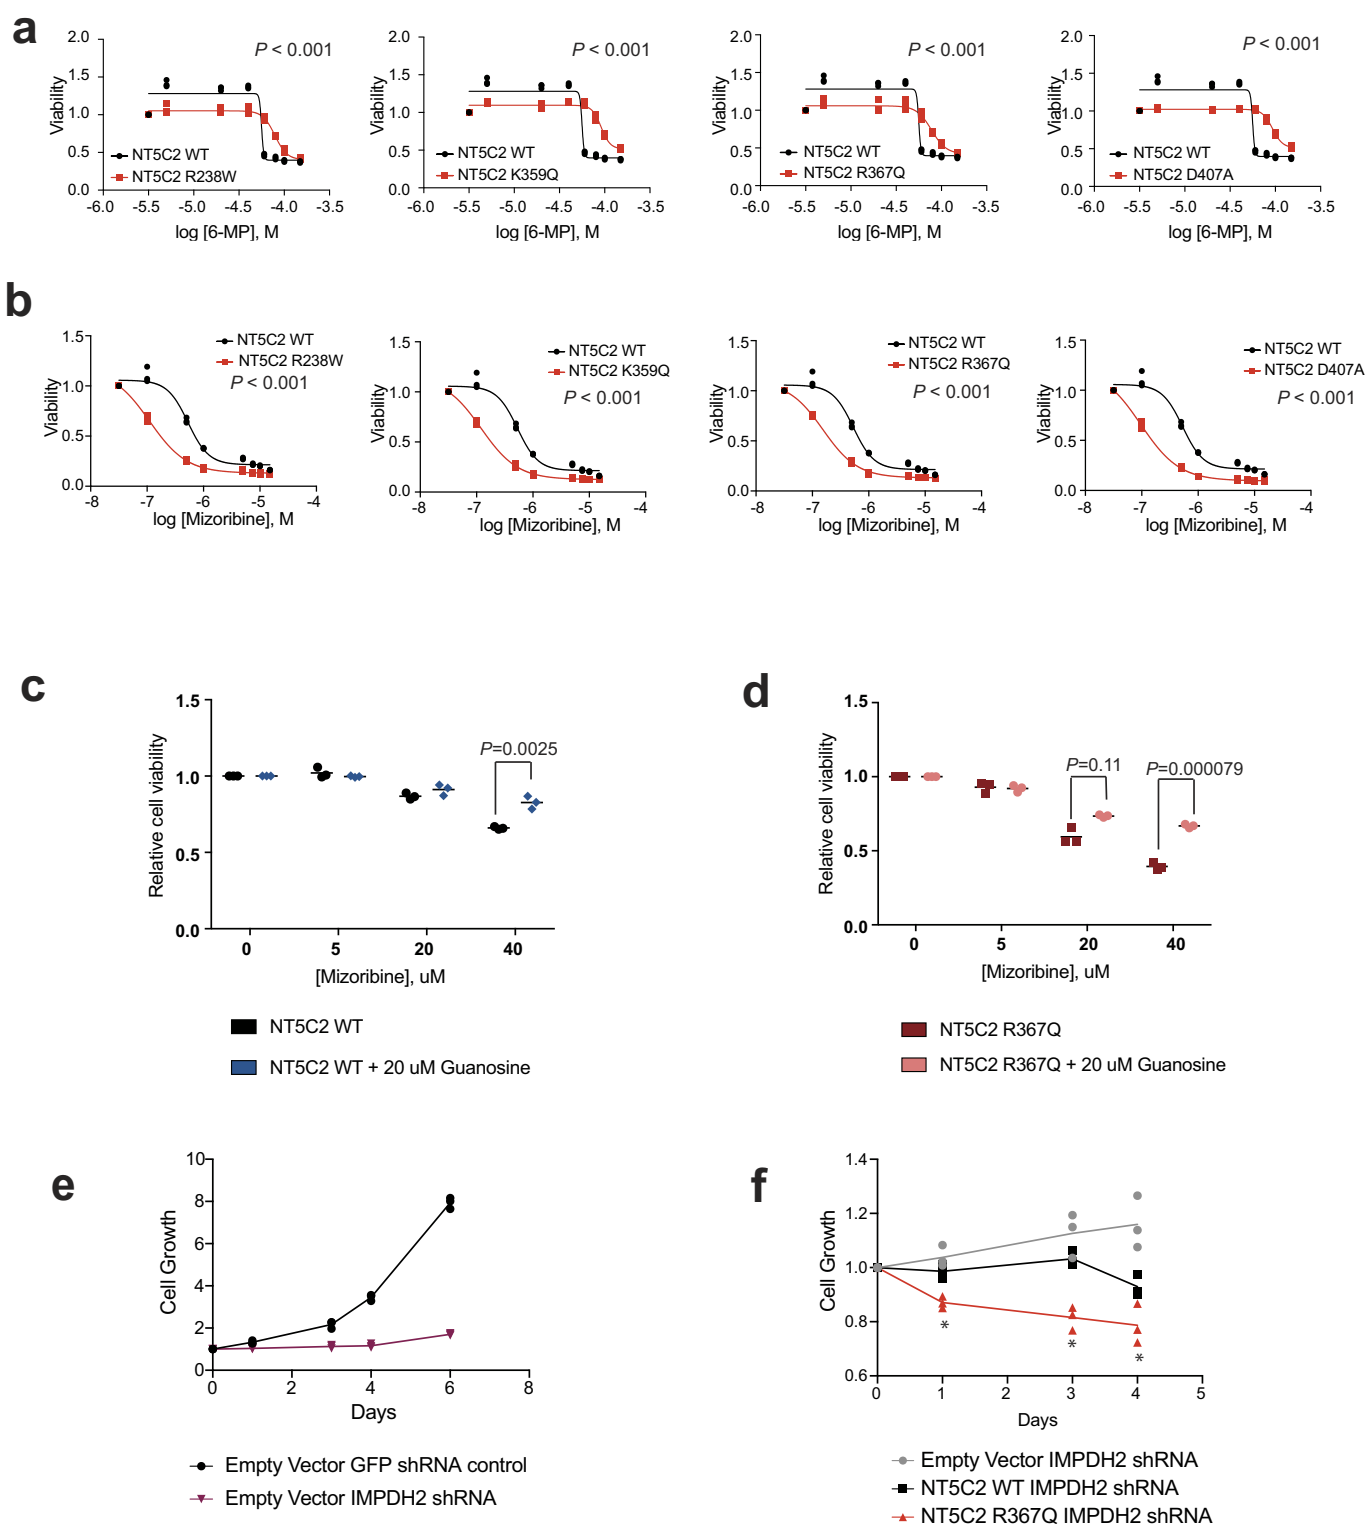 a
2.0
1.5
1.0
0.5
0.0
Viability
P < 0.001
NT5C2 WT
NT5C2 R238W
-6.0 -5.5 -5.0 -4.5 -4.0 -3.5
log [6-MP], M
2.0
1.5
1.0
0.5
0.0
Viability
P < 0.001
NT5C2 WT
NT5C2 K359Q
-6.0 -5.5 -5.0 -4.5 -4.0 -3.5
log [6-MP], M
2.0
1.5
1.0
0.5
0.0
Viability
P < 0.001
NT5C2 WT
NT5C2 R367Q
-6.0 -5.5 -5.0 -4.5 -4.0 -3.5
log [6-MP], M
2.0
1.5
1.0
0.5
0.0
Viability
P < 0.001
NT5C2 WT
NT5C2 D407A
-6.0 -5.5 -5.0 -4.5 -4.0 -3.5
log [6-MP], M
b
1.5
1.0
0.5
0.0
Viability
NT5C2 WT
NT5C2 R238W
P < 0.001
-8 -7 -6 -5 -4
log [Mizoribine], M
1.5
1.0
0.5
0.0
Viability
NT5C2 WT
NT5C2 K359Q
P < 0.001
-8 -7 -6 -5 -4
log [Mizoribine], M
1.5
1.0
0.5
0.0
Viability
NT5C2 WT
NT5C2 R367Q
P < 0.001
-8 -7 -6 -5 -4
log [Mizoribine], M
1.5
1.0
0.5
0.0
Viability
NT5C2 WT
NT5C2 D407A
P < 0.001
-8 -7 -6 -5 -4
log [Mizoribine], M
c
1.5
1.0
0.5
0.0
Relative cell viability
P=0.0025
0 5 20 40
[Mizoribine], uM
NT5C2 WT
NT5C2 WT + 20 uM Guanosine
d
1.5
1.0
0.5
0.0
Relative cell viability
P=0.11
P=0.000079
0 5 20 40
[Mizoribine], uM
NT5C2 R367Q
NT5C2 R367Q + 20 uM Guanosine
e
10
8
6
4
2
0
Cell Growth
0 2 4 6 8
Days
Empty Vector GFP shRNA control
Empty Vector IMPDH2 shRNA
f
1.4
1.2
1.0
0.8
0.6
Cell Growth
* * *
0 1 2 3 4 5
Days
Empty Vector IMPDH2 shRNA
NT5C2 WT IMPDH2 shRNA
NT5C2 R367Q IMPDH2 shRNA